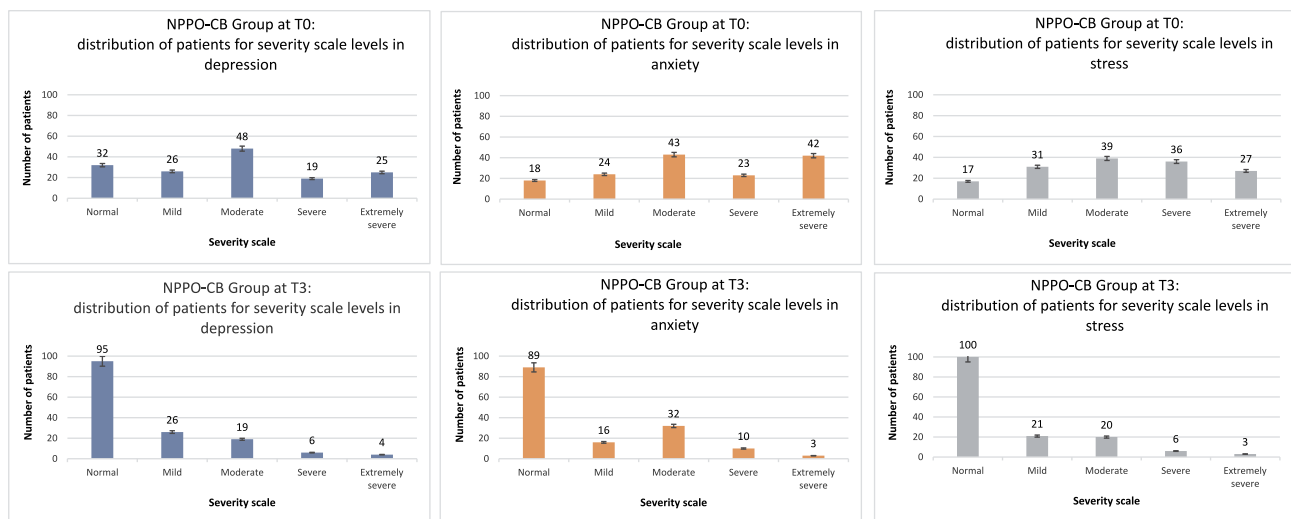 NPPO-CB Group at T0:
distribution of patients for severity scale levels in
depression
Number of patients
100
80
60
40
20
0
32
26
48
19
25
Normal
Mild
Moderate
Severe
Extremely
severe
Severity scale
NPPO-CB Group at T0:
distribution of patients for severity scale levels in
anxiety
Number of patients
100
80
60
40
20
0
18
24
43
23
42
Normal
Mild
Moderate
Severe
Extremely
severe
Severity scale
NPPO-CB Group at T0:
distribution of patients for severity scale levels in
stress
Number of patients
100
80
60
40
20
0
17
31
39
36
27
Normal
Mild
Moderate
Severe
Extremely
severe
Severity scale
NPPO-CB Group at T3:
distribution of patients for severity scale levels in
depression
Number of patients
100
80
60
40
20
0
95
26
19
6
4
Normal
Mild
Moderate
Severe
Extremely
severe
Severity scale
NPPO-CB Group at T3:
distribution of patients for severity scale levels in
anxiety
Number of patients
100
80
60
40
20
0
89
16
32
10
3
Normal
Mild
Moderate
Severe
Extremely
severe
Severity scale
NPPO-CB Group at T3:
distribution of patients for severity scale levels in
stress
Number of patients
100
80
60
40
20
0
100
21
20
6
3
Normal
Mild
Moderate
Severe
Extremely
severe
Severity scale